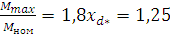 M_max / M_ном = 1,8x_d* = 1,25